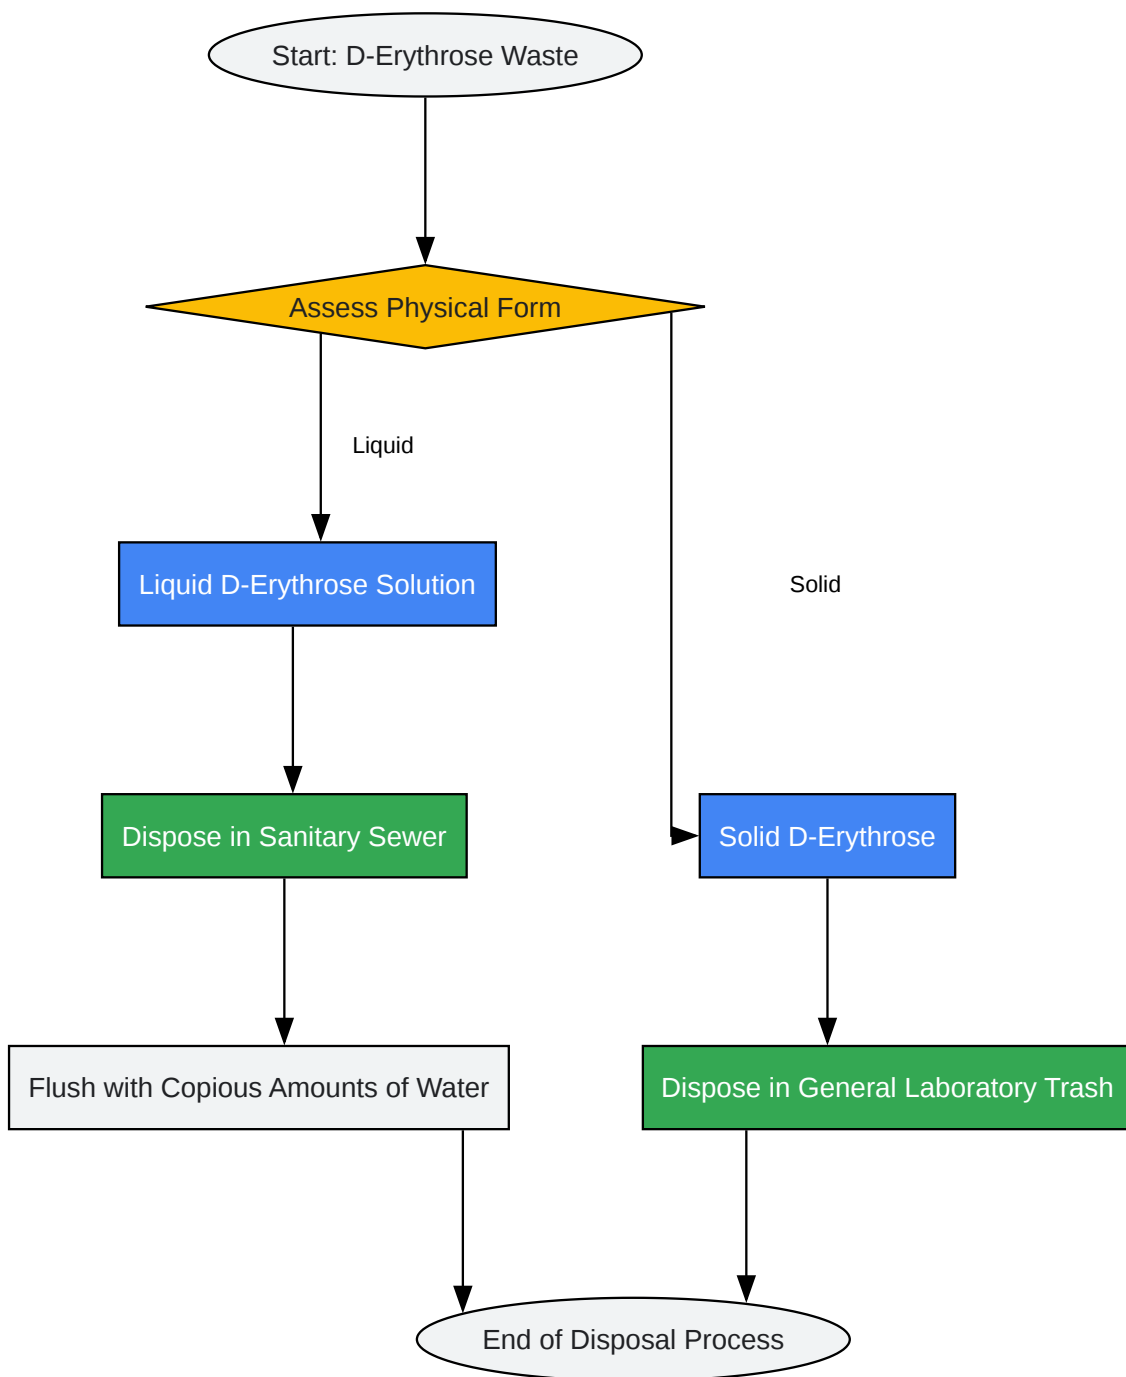 Start: D-Erythrose Waste
Assess Physical Form
Liquid
Liquid D-Erythrose Solution
Solid
Dispose in Sanitary Sewer
Solid D-Erythrose
Flush with Copious Amounts of Water
Dispose in General Laboratory Trash
End of Disposal Process